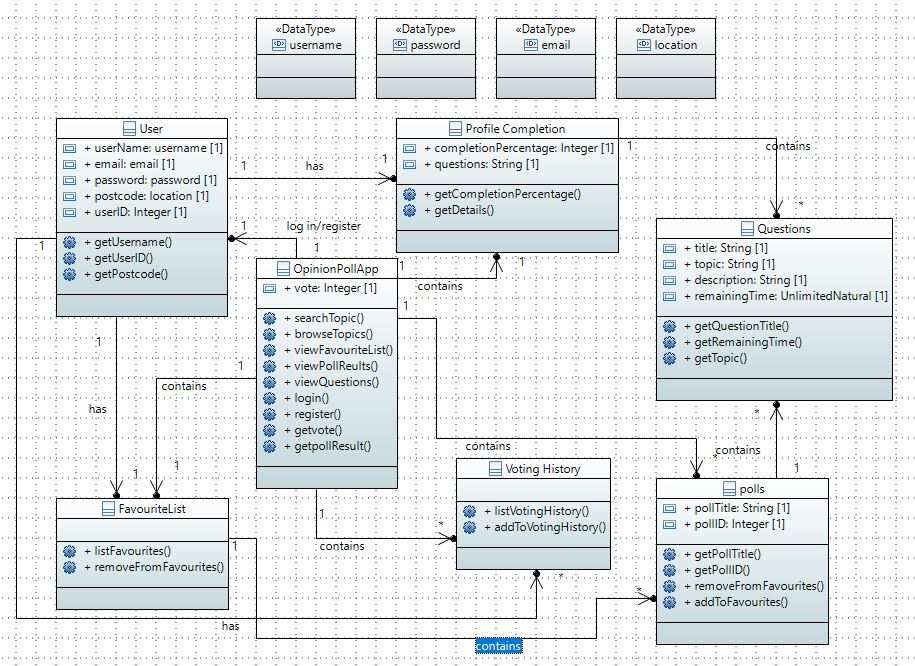 «DataType»
username
«DataType»
password
«DataType»
email
«DataType»
location
User
+ userName: username [1]
+ email: email [1]
+ password: password [1]
+ postcode: location [1]
+ userID: Integer [1]
+ getUsername()
+ getUserID()
+ getPostcode()
1
has
1
Profile Completion
+ completionPercentage: Integer [1]
+ questions: String [1]
+ getCompletionPercentage()
+ getDetails()
1
contains
*
Questions
+ title: String [1]
+ topic: String [1]
+ description: String [1]
+ remainingTime: UnlimitedNatural [1]
+ getQuestionTitle()
+ getRemainingTime()
+ getTopic()
1
log in/register
1
1
OpinionPollApp
+ vote: Integer [1]
+ searchTopic()
+ browseTopics()
+ viewFavouriteList()
+ viewPollReults()
+ viewQuestions()
+ login()
+ register()
+ getvote()
+ getpollResult()
1
contains
1
1
contains
*
1
has
1
1
contains
1
FavouriteList
+ listFavourites()
+ removeFromFavourites()
1
contains
*
Voting History
+ listVotingHistory()
+ addToVotingHistory()
*
contains
1
polls
+ pollTitle: String [1]
+ pollID: Integer [1]
+ getPollTitle()
+ getPollID()
+ removeFromFavourites()
+ addToFavourites()
has
*
1
contains
*